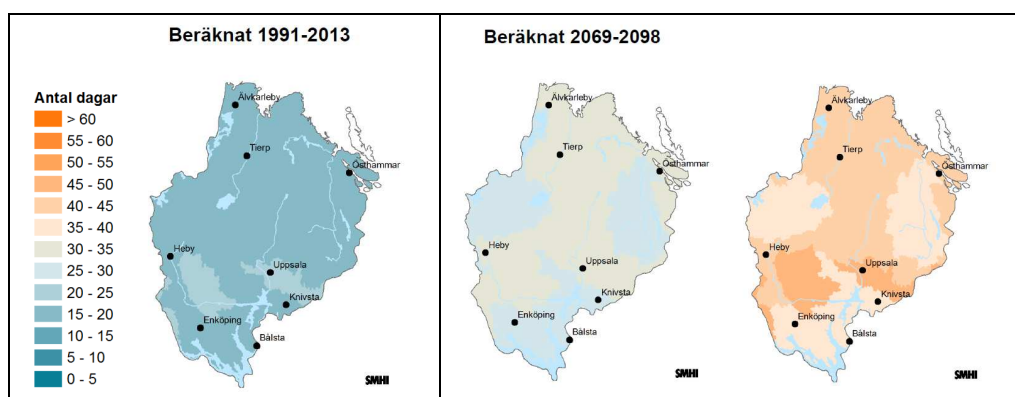 Beräknat 1991-2013
Antal dagar
> 60
55 - 60
50 - 55
45 - 50
40 - 45
35 - 40
30 - 35
25 - 30
20 - 25
15 - 20
10 - 15
5 - 10
0 - 5
Älvkarleby
Tierp
Östhammar
Heby
Uppsala
Knivsta
Enköping
Bålsta
SMHI
Beräknat 2069-2098
Älvkarleby
Tierp
Östhammar
Heby
Uppsala
Knivsta
Enköping
Bålsta
SMHI
Älvkarleby
Tierp
Östhammar
Heby
Uppsala
Knivsta
Enköping
Bålsta
SMHI